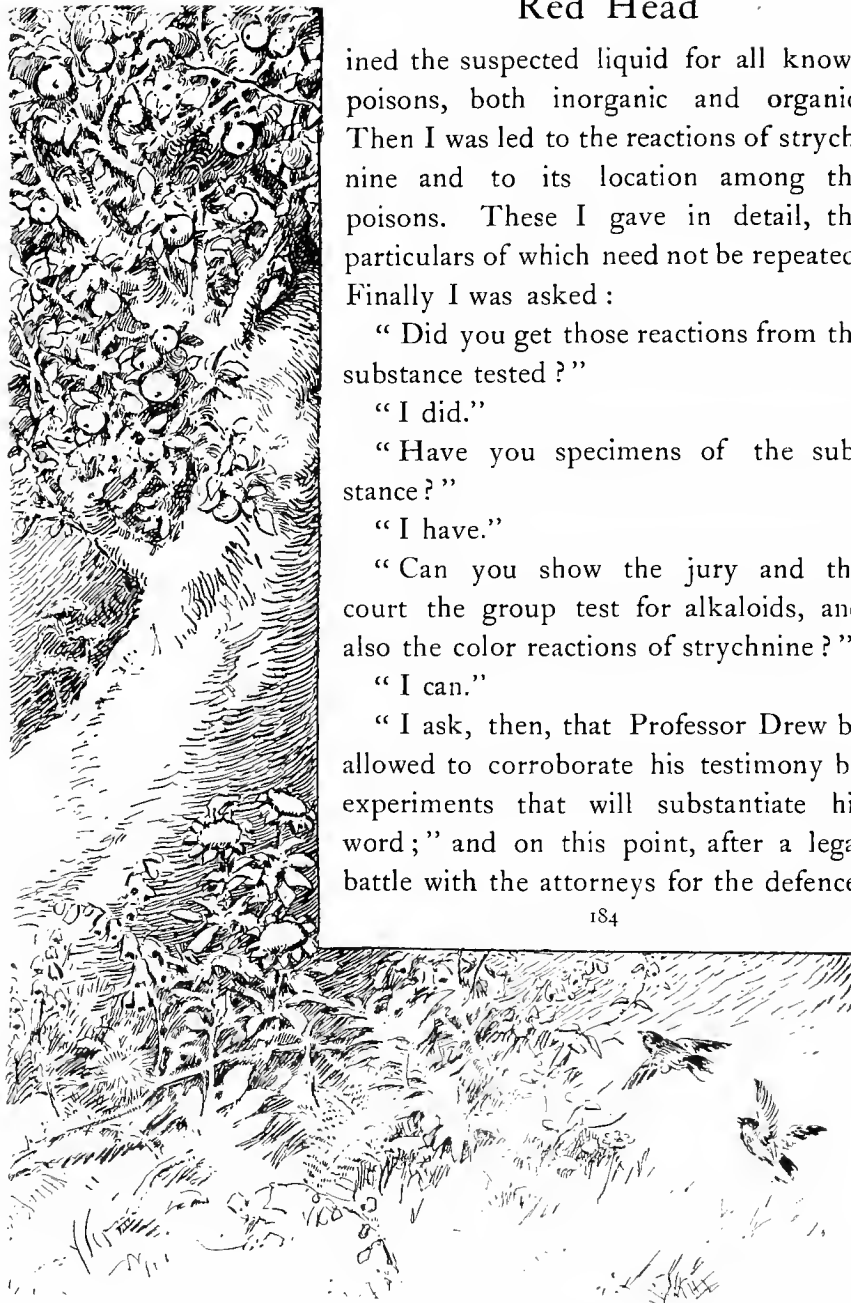 Red Head
ined the suspected liquid for all know
poisons, both inorganic and organic
Then I was led to the reactions of strych
nine and to its location among th
poisons. These I gave in detail, th
particulars of which need not be repeated
Finally I was asked :
“ Did you get those reactions from th
substance tested ? ”
“ I did.”
“ Have you specimens of the sub
stance ? ”
“ I have.”
“ Can you show the jury and th
court the group test for alkaloids, and
also the color reactions of strychnine ? ”
“ I can.”
“ I ask, then, that Professor Drew b
allowed to corroborate his testimony b
experiments that will substantiate hi
word ; ” and on this point, after a lega
battle with the attorneys for the defence
184